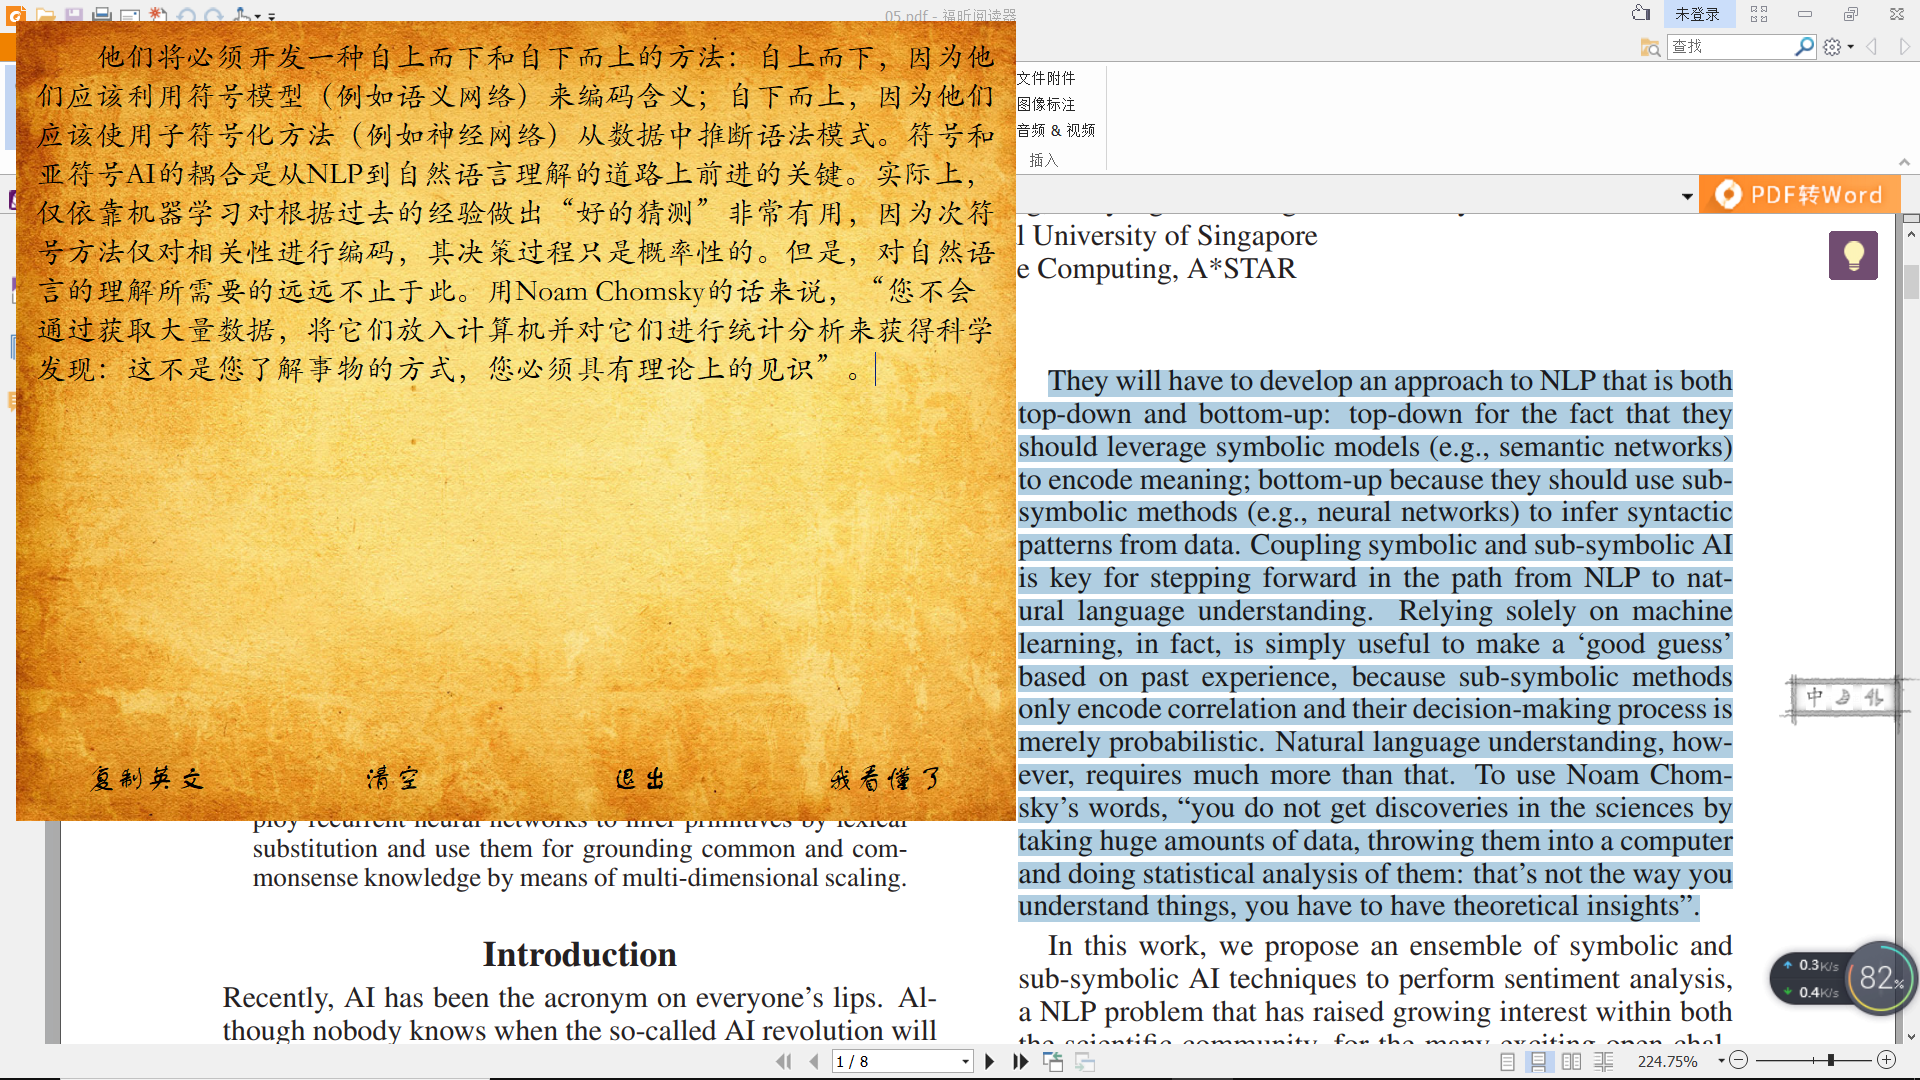 05.pdf - 福昕阅读器
未登录
查找
文件附件
图像标注
音频 & 视频
插入
PDF转Word
他们将必须开发一种自上而下和自下而上的方法：自上而下，因为他
们应该利用符号模型（例如语义网络）来编码含义；自下而上，因为他们
应该使用子符号化方法（例如神经网络）从数据中推断语法模式。符号和
亚符号AI的耦合是从NLP到自然语言理解的道路上前进的关键。实际上，
仅依靠机器学习对根据过去的经验做出“好的猜测”非常有用，因为次符
号方法仅对相关性进行编码，其决策过程只是概率性的。但是，对自然语
言的理解所需要的远远不止于此。用Noam Chomsky的话来说，“您不会
通过获取大量数据，将它们放入计算机并对它们进行统计分析来获得科学
发现：这不是您了解事物的方式，您必须具有理论上的见识”。
复制英文
清空
退出
我看懂了
ploy recurrent neural networks to infer primitives by lexical
substitution and use them for grounding common and com-
monsense knowledge by means of multi-dimensional scaling.
Introduction
Recently, AI has been the acronym on everyone’s lips. Al-
though nobody knows when the so-called AI revolution will
l University of Singapore
e Computing, A*STAR
They will have to develop an approach to NLP that is both
top-down and bottom-up: top-down for the fact that they
should leverage symbolic models (e.g., semantic networks)
to encode meaning; bottom-up because they should use sub-
symbolic methods (e.g., neural networks) to infer syntactic
patterns from data. Coupling symbolic and sub-symbolic AI
is key for stepping forward in the path from NLP to nat-
ural language understanding. Relying solely on machine
learning, in fact, is simply useful to make a ‘good guess’
based on past experience, because sub-symbolic methods
only encode correlation and their decision-making process is
merely probabilistic. Natural language understanding, how-
ever, requires much more than that. To use Noam Chom-
sky’s words, “you do not get discoveries in the sciences by
taking huge amounts of data, throwing them into a computer
and doing statistical analysis of them: that’s not the way you
understand things, you have to have theoretical insights”.
In this work, we propose an ensemble of symbolic and
sub-symbolic AI techniques to perform sentiment analysis,
a NLP problem that has raised growing interest within both
the scientific community, for the many exciting open chal-
中
0.3K/s
0.4K/s
82%
1 / 8
224.75%